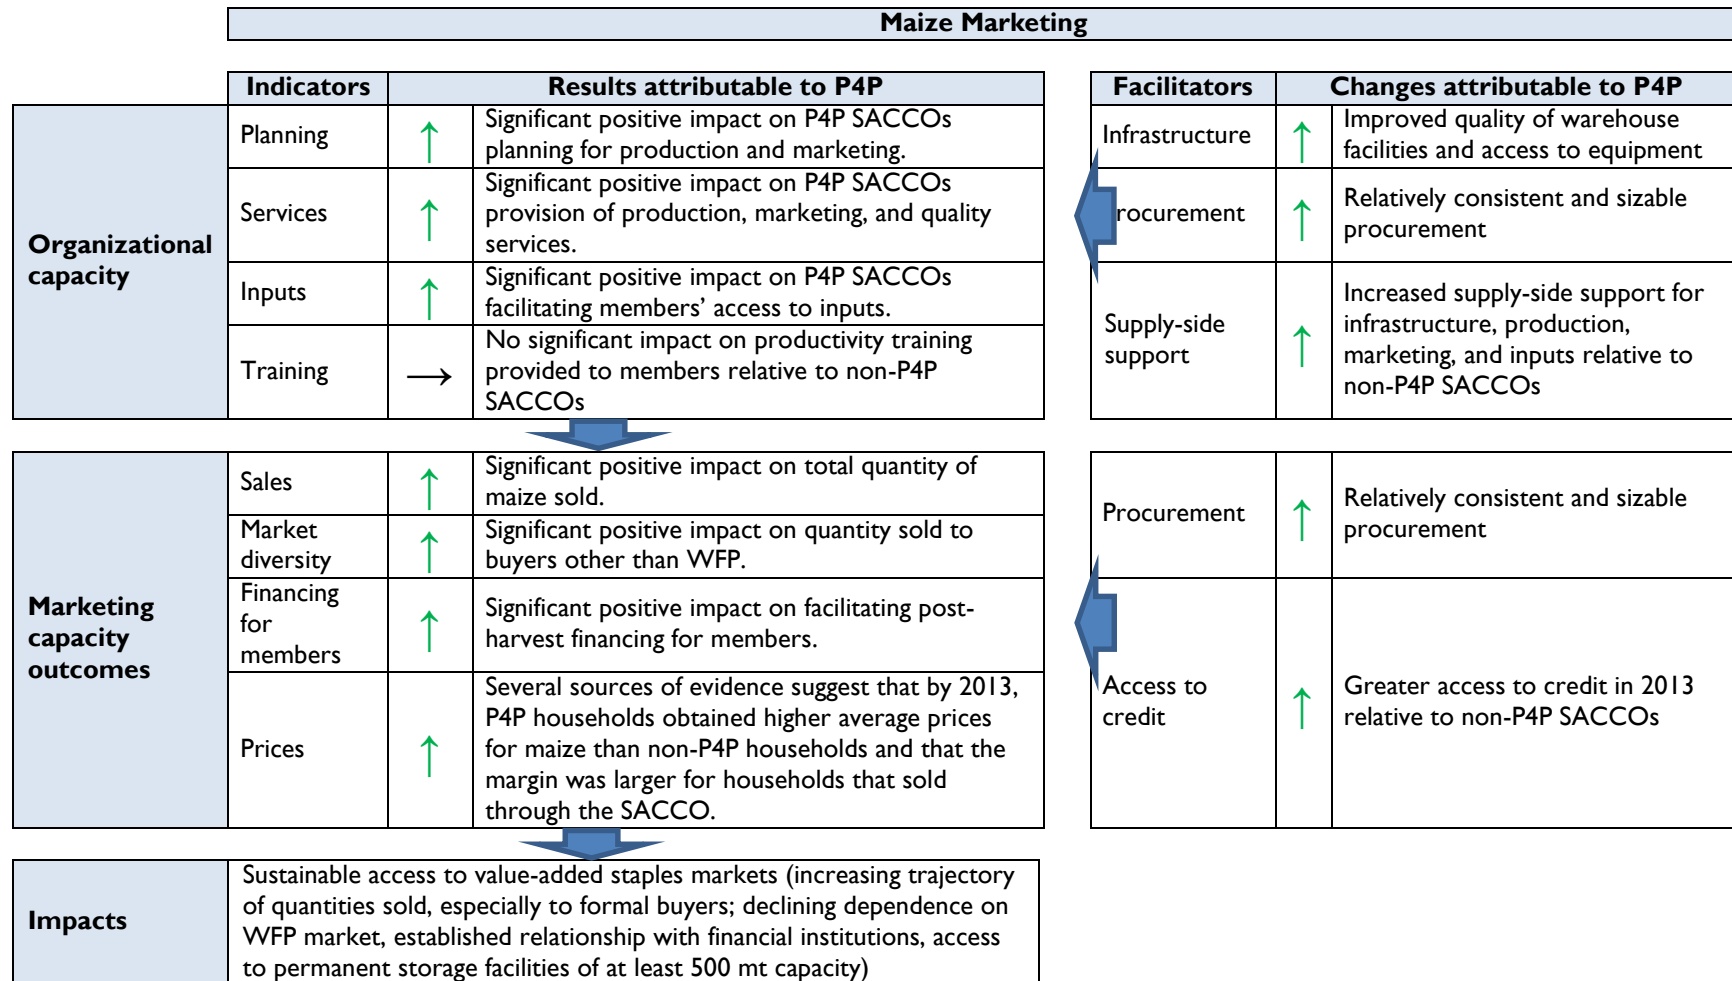 Maize Marketing
Indicators
Results attributable to P4P
Facilitators
Changes attributable to P4P
Organizational
capacity
Planning
↑
Significant positive impact on P4P SACCOs
planning for production and marketing.
Services
↑
Significant positive impact on P4P SACCOs
provision of production, marketing, and quality
services.
Inputs
↑
Significant positive impact on P4P SACCOs
facilitating members’ access to inputs.
Training
→
No significant impact on productivity training
provided to members relative to non-P4P
SACCOs
Infrastructure
↑
Improved quality of warehouse
facilities and access to equipment
rocurement
↑
Relatively consistent and sizable
procurement
Supply-side
support
↑
Increased supply-side support for
infrastructure, production,
marketing, and inputs relative to
non-P4P SACCOs
Marketing
capacity
outcomes
Sales
↑
Significant positive impact on total quantity of
maize sold.
Market
diversity
↑
Significant positive impact on quantity sold to
buyers other than WFP.
Financing
for
members
↑
Significant positive impact on facilitating post-
harvest financing for members.
Prices
↑
Several sources of evidence suggest that by 2013,
P4P households obtained higher average prices
for maize than non-P4P households and that the
margin was larger for households that sold
through the SACCO.
Procurement
↑
Relatively consistent and sizable
procurement
Access to
credit
↑
Greater access to credit in 2013
relative to non-P4P SACCOs
Impacts
Sustainable access to value-added staples markets (increasing trajectory
of quantities sold, especially to formal buyers; declining dependence on
WFP market, established relationship with financial institutions, access
to permanent storage facilities of at least 500 mt capacity)